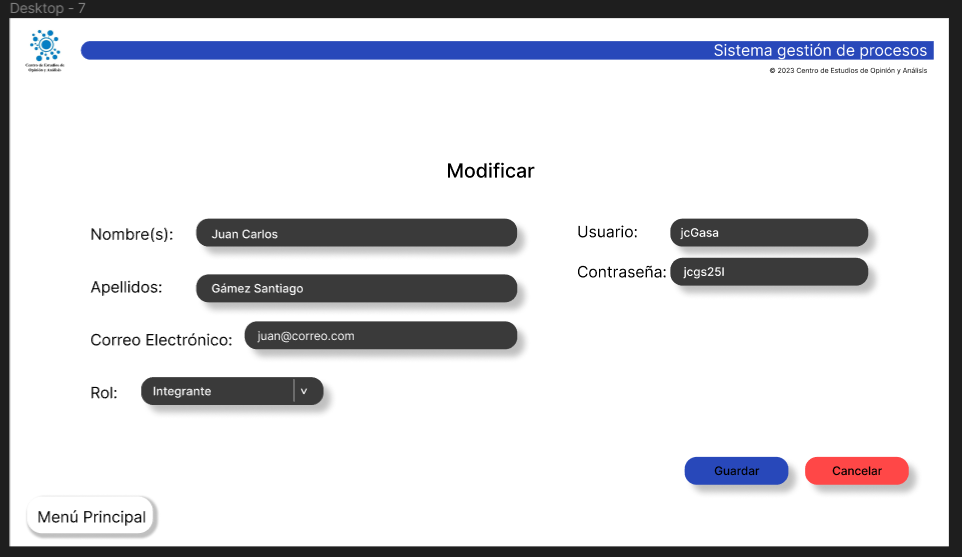 Desktop - 7
Centro de Estudios de
Opinión y Análisis
Sistema gestión de procesos
© 2023 Centro de Estudios de Opinión y Análisis
Modificar
Nombre(s): Juan Carlos
Usuario: jcGasa
Contraseña: jcgs25l
Apellidos: Gámez Santiago
Correo Electrónico: juan@correo.com
Rol: Integrante v
Guardar Cancelar
Menú Principal